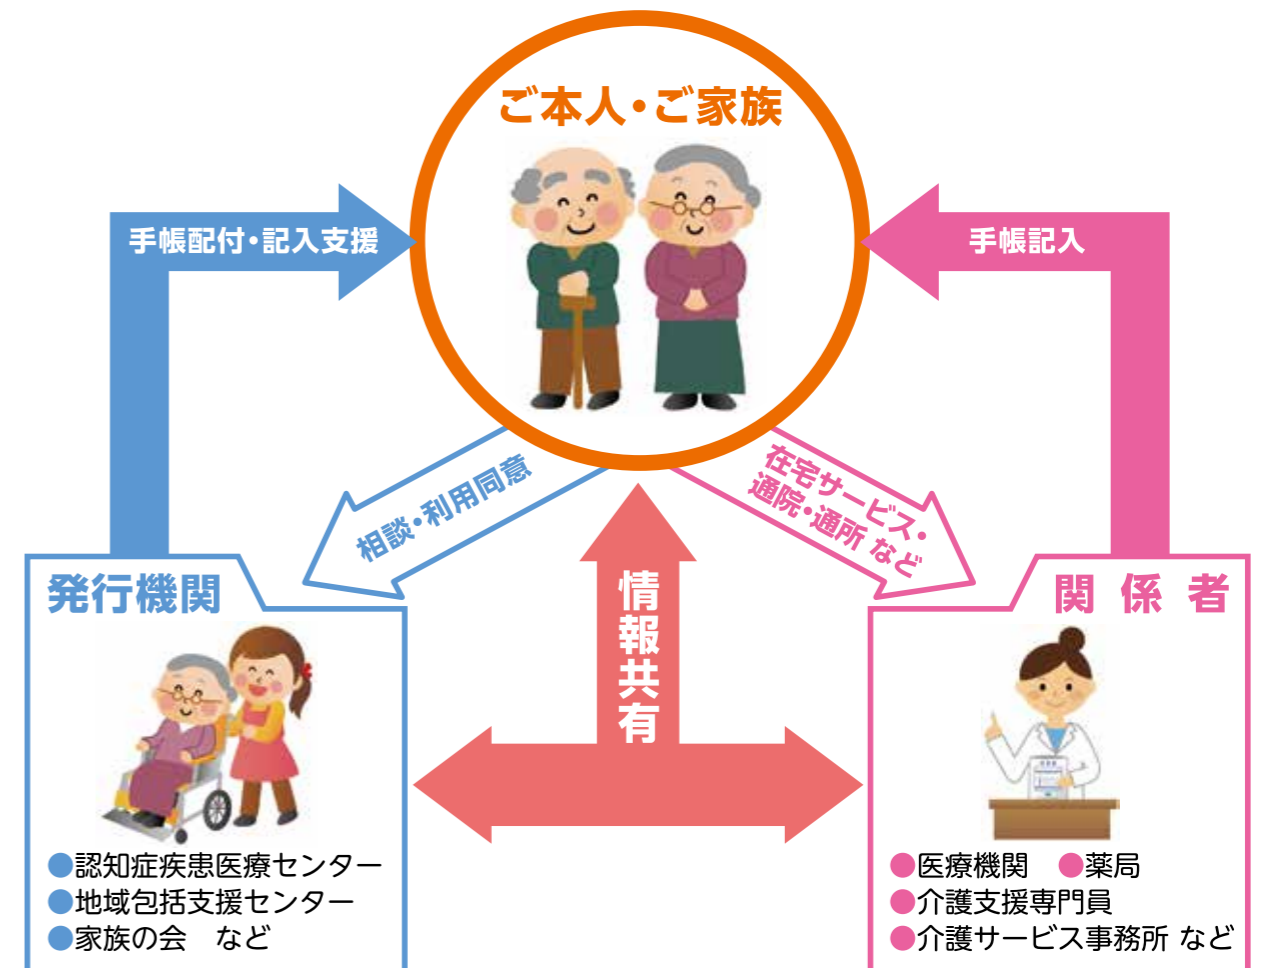 ご本人・ご家族
手帳配付・記入支援
手帳記入
相談・利用同意
在宅サービス・
通院・通所 など
情報共有
発行機関
●認知症疾患医療センター
●地域包括支援センター
●家族の会　など
関 係 者
●医療機関　●薬局
●介護支援専門員
●介護サービス事務所 など